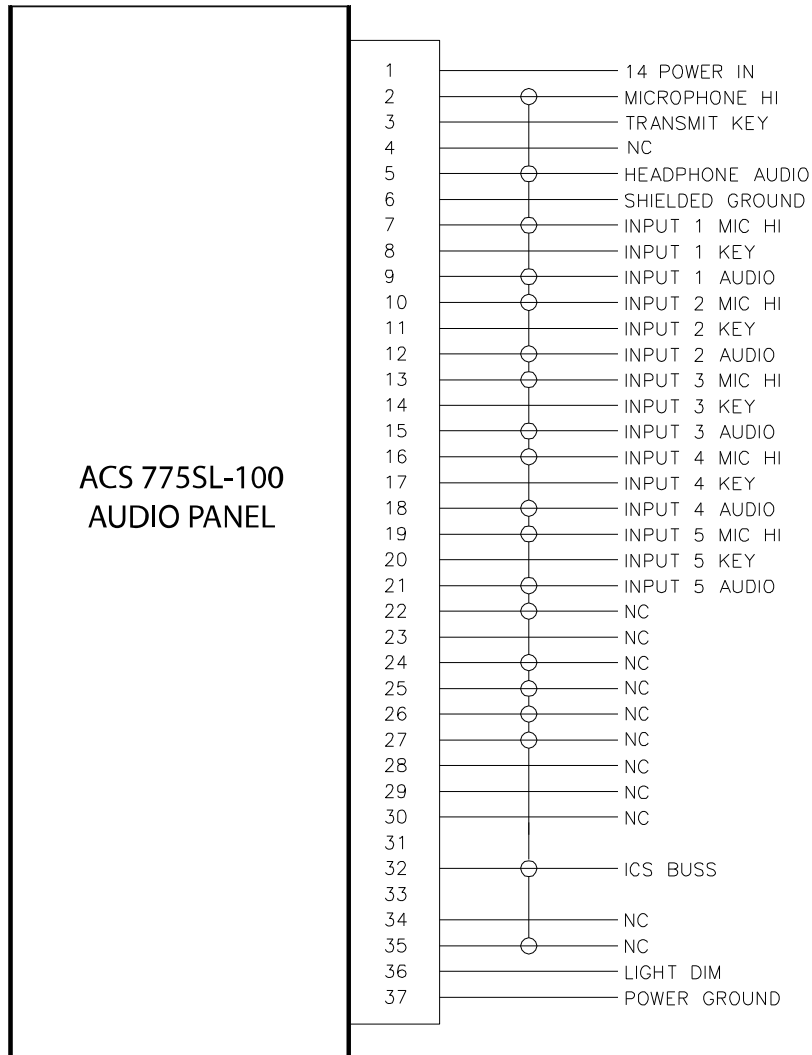 ACS 775SL-100
AUDIO PANEL
1 14 POWER IN
2 MICROPHONE HI
3 TRANSMIT KEY
4 NC
5 HEADPHONE AUDIO
6 SHIELDED GROUND
7 INPUT 1 MIC HI
8 INPUT 1 KEY
9 INPUT 1 AUDIO
10 INPUT 2 MIC HI
11 INPUT 2 KEY
12 INPUT 2 AUDIO
13 INPUT 3 MIC HI
14 INPUT 3 KEY
15 INPUT 3 AUDIO
16 INPUT 4 MIC HI
17 INPUT 4 KEY
18 INPUT 4 AUDIO
19 INPUT 5 MIC HI
20 INPUT 5 KEY
21 INPUT 5 AUDIO
22 NC
23 NC
24 NC
25 NC
26 NC
27 NC
28 NC
29 NC
30 NC
31
32 ICS BUSS
33
34 NC
35 NC
36 LIGHT DIM
37 POWER GROUND